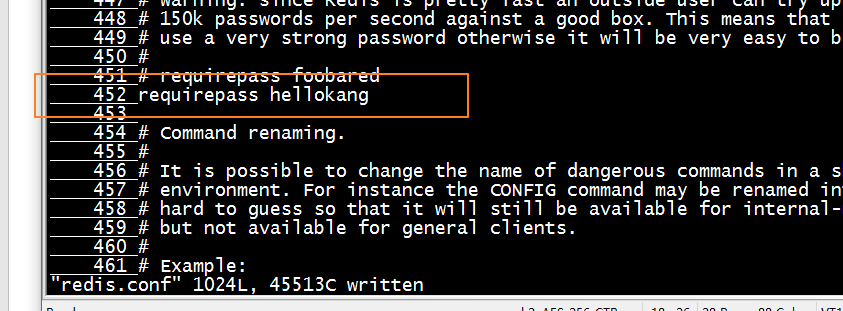 447 # warning: since Redis is pretty fast an outside user can try up
448 # 150k passwords per second against a good box. This means that
449 # use a very strong password otherwise it will be very easy to b
450 #
451 # requirepass foobared
452 requirepass hellokang
453
454 # Command renaming.
455 #
456 # It is possible to change the name of dangerous commands in a s
457 # environment. For instance the CONFIG command may be renamed in
458 # hard to guess so that it will still be available for internal-
459 # but not available for general clients.
460 #
461 # Example:
"redis.conf" 1024L, 45513C written